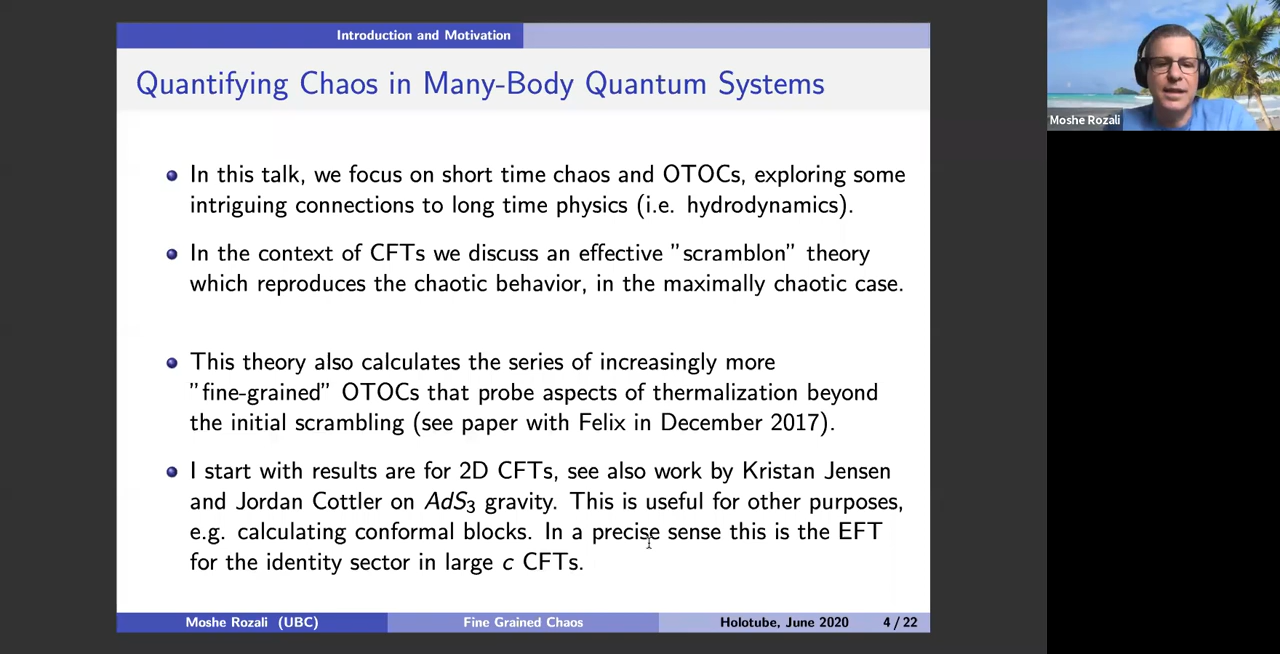 Introduction and Motivation
Quantifying Chaos in Many-Body Quantum Systems
In this talk, we focus on short time chaos and OTOCs, exploring some
intriguing connections to long time physics (i.e. hydrodynamics).
In the context of CFTs we discuss an effective "scramblon" theory
which reproduces the chaotic behavior, in the maximally chaotic case.
This theory also calculates the series of increasingly more
"fine-grained" OTOCs that probe aspects of thermalization beyond
the initial scrambling (see paper with Felix in December 2017).
I start with results are for 2D CFTs, see also work by Kristan Jensen
and Jordan Cottler on AdS₃ gravity. This is useful for other purposes,
e.g. calculating conformal blocks. In a precise sense this is the EFT
for the identity sector in large c CFTs.
Moshe Rozali (UBC)
Fine Grained Chaos
Holotube, June 2020
4 / 22
Moshe Rozali